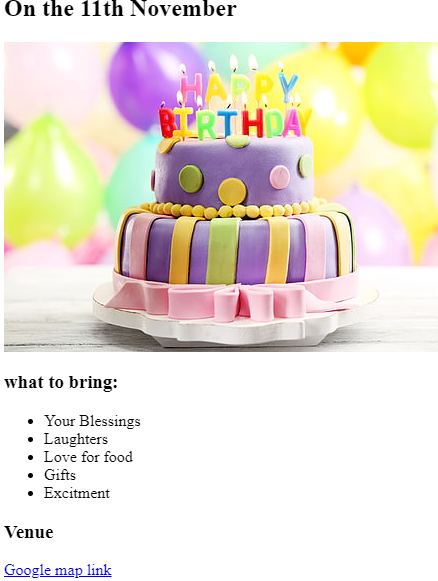 On the 11th November
HAPPY
BIRTHDAY
what to bring:
Your Blessings
Laughters
Love for food
Gifts
Excitment
Venue
Google map link